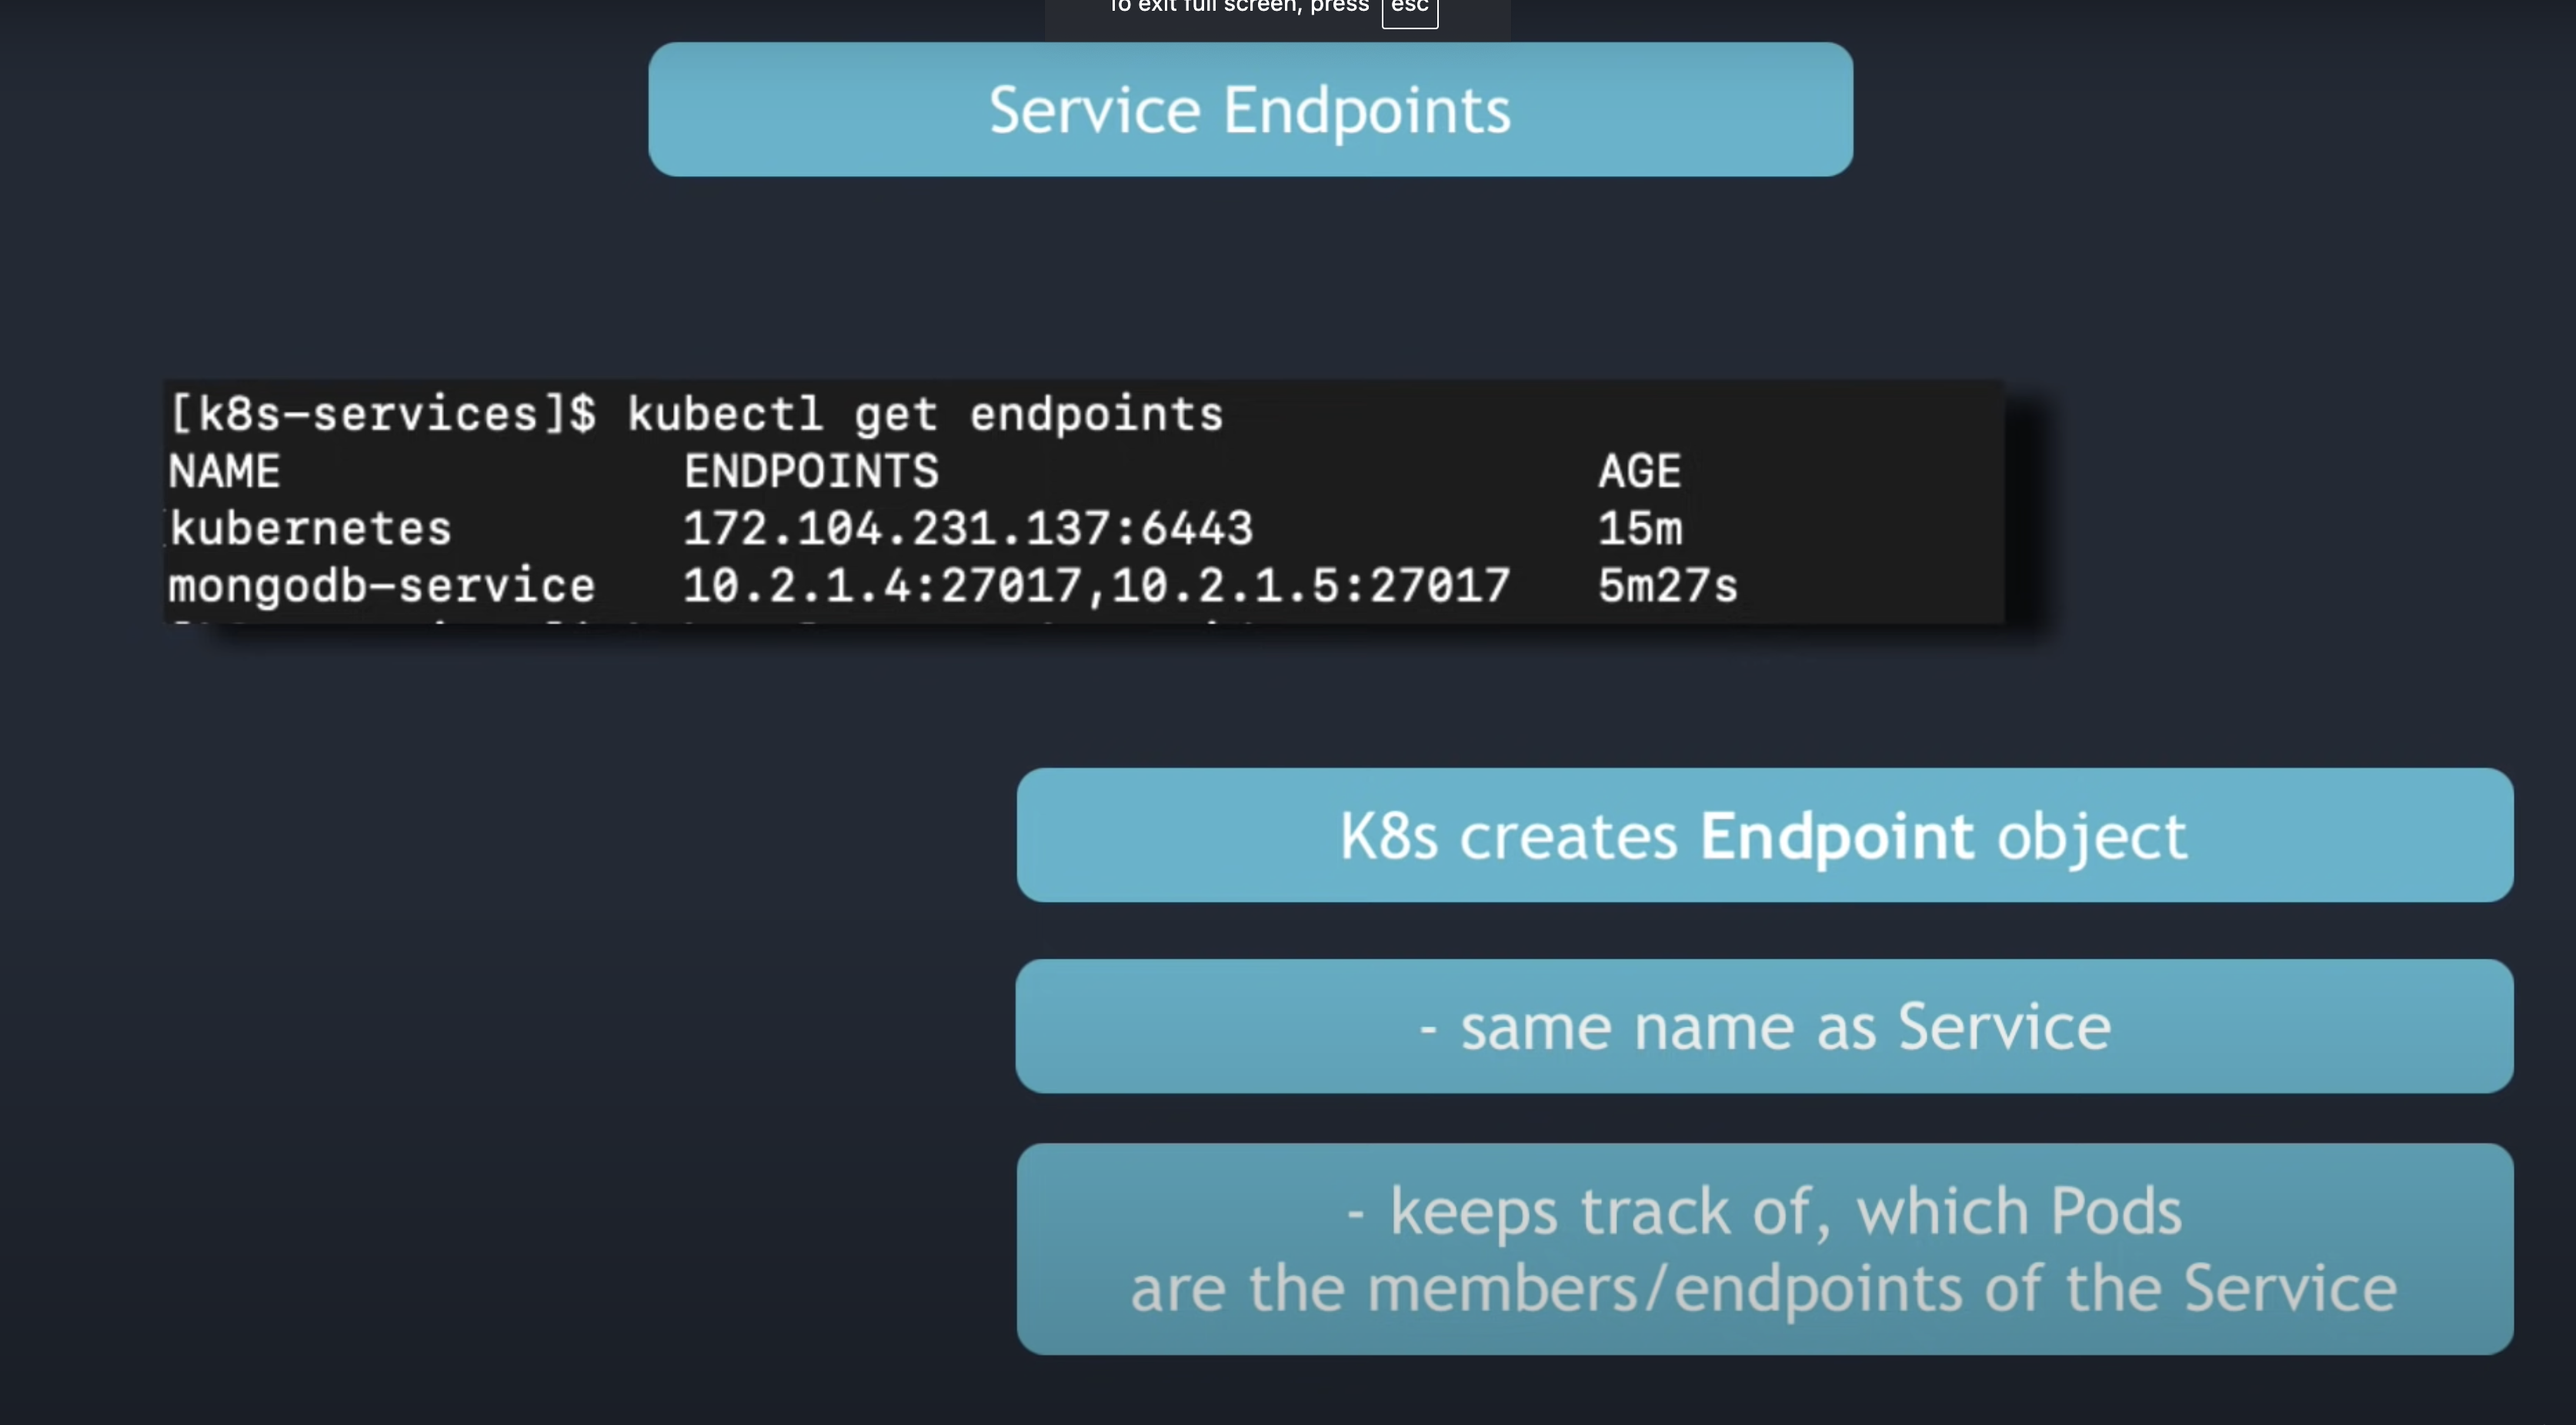 To exit full screen, press esc
Service Endpoints
[k8s-services]$ kubectl get endpoints
NAME ENDPOINTS AGE
kubernetes 172.104.231.137:6443 15m
mongodb-service 10.2.1.4:27017,10.2.1.5:27017 5m27s
K8s creates Endpoint object
- same name as Service
- keeps track of, which Pods
are the members/endpoints of the Service